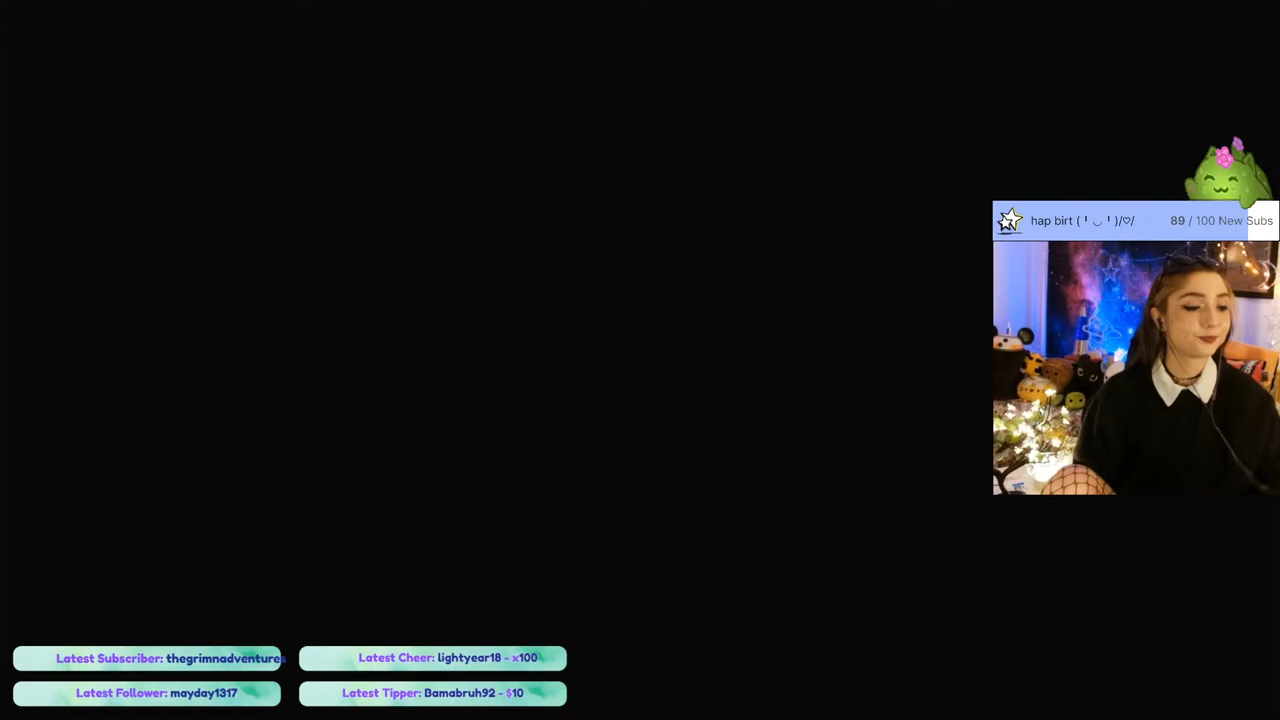 hap birt ( ╹ ◡ ╹ )/♡/ 89 / 100 New Subs
Latest Subscriber: thegrimnadventures
Latest Cheer: lightyear18 - x100
Latest Follower: mayday1317
Latest Tipper: Bamabruh92 - $10